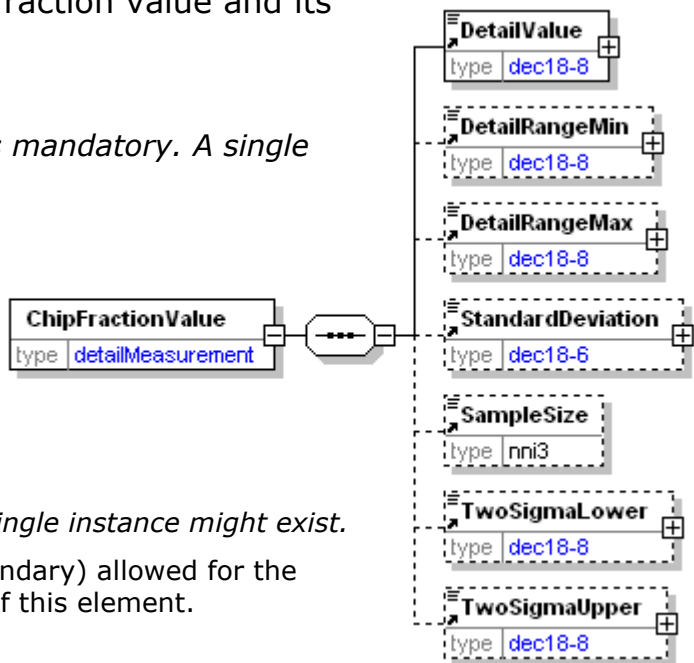 raction value and its
DetailValue
type dec18-8
DetailRangeMin
s mandatory. A single
type dec18-8
DetailRangeMax
type dec18-8
ChipFractionValue
type detailMeasurement
StandardDeviation
type dec18-6
SampleSize
type nni3
ingle instance might exist.
TwoSigmaLower
type dec18-8
ndary) allowed for the
f this element.
TwoSigmaUpper
type dec18-8